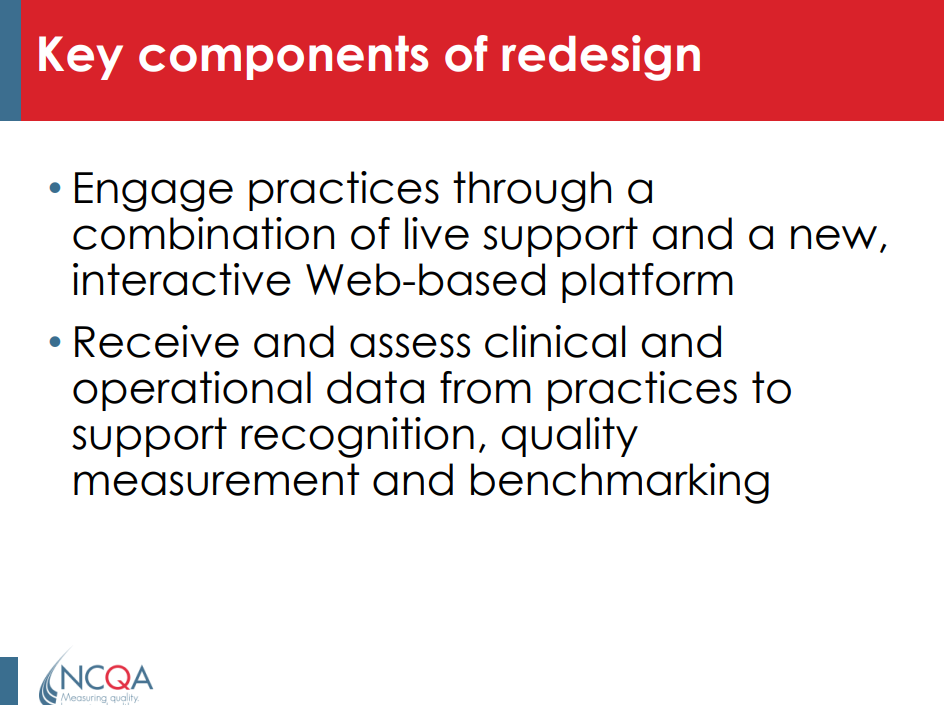 Key components of redesign
• Engage practices through a
combination of live support and a new,
interactive Web-based platform
• Receive and assess clinical and
operational data from practices to
support recognition, quality
measurement and benchmarking
NCQA
Measuring quality.